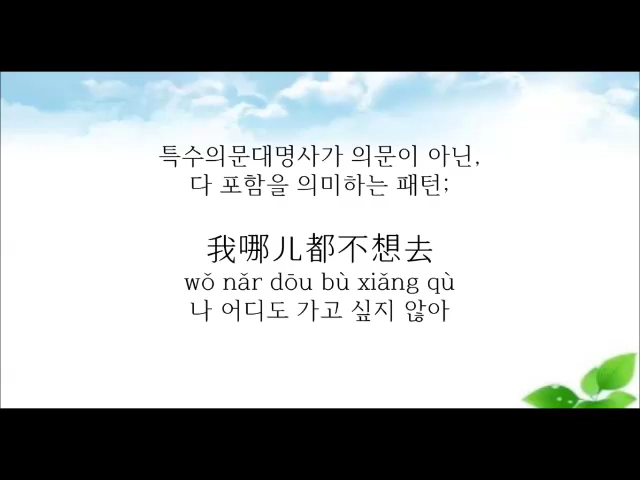 특수의문대명사가 의문이 아닌,
다 포함을 의미하는 패턴;
我哪儿都不想去
wǒ nǎr dōu bù xiǎng qù
나 어디도 가고 싶지 않아